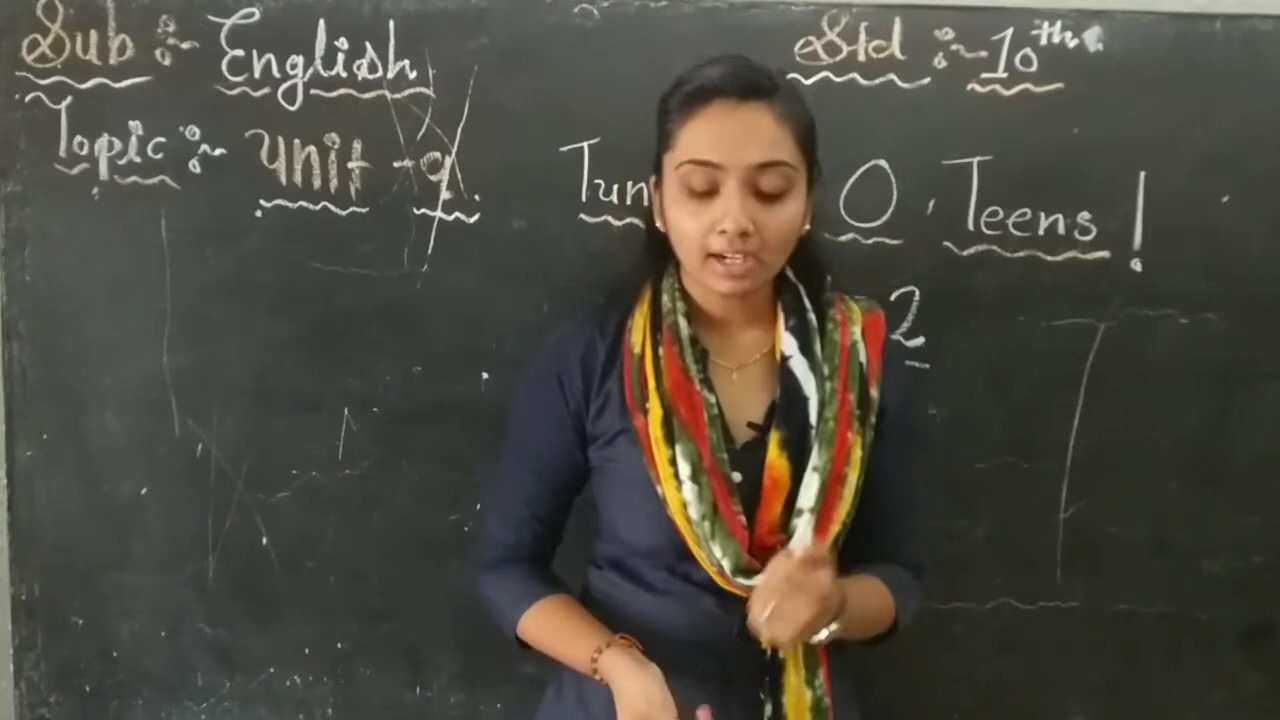 Sub :~ English
Std :~ 10th
Topic :~ Unit - 9.
Tun O, Teens!
2